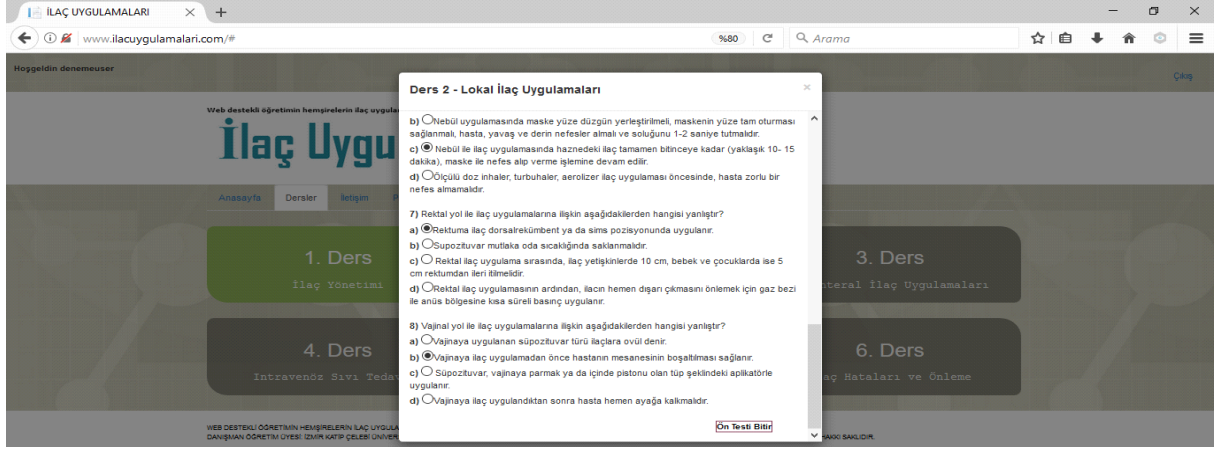 İLAÇ UYGULAMALARI
www.ilacuygulamalari.com/#
%80
Arama
Hoşgeldin denemeuser
Çıkış
Web destekli öğretimin hemşirelerin ilaç uygula
İlaç Uygu
Anasayfa Dersler İletişim P
1. Ders
İlaç Yönetimi
3. Ders
teral İlaç Uygulamaları
4. Ders
Intravenöz Sıvı Tedav
6. Ders
aç Hataları ve Önleme
Ders 2 - Lokal İlaç Uygulamaları
b) Nebül uygulamasında maske yüze düzgün yerleştirilmeli, maskenin yüze tam oturması
sağlanmalı, hasta, yavaş ve derin nefesler almalı ve soluğunu 1-2 saniye tutmalıdır.
c) Nebül ile ilaç uygulamasında haznedeki ilaç tamamen bitinceye kadar (yaklaşık 10- 15
dakika), maske ile nefes alıp verme işlemine devam edilir.
d) Ölçülü doz inhaler, turbuhaler, aerolizer ilaç uygulaması öncesinde, hasta zorlu bir
nefes almamalıdır.
7) Rektal yol ile ilaç uygulamalarına ilişkin aşağıdakilerden hangisi yanlıştır?
a) Rektuma ilaç dorsalrekümbent ya da sims pozisyonunda uygulanır.
b) Supozituvar mutlaka oda sıcaklığında saklanmalıdır.
c) Rektal ilaç uygulama sırasında, ilaç yetişkinlerde 10 cm, bebek ve çocuklarda ise 5
cm rektumdan ileri itilmelidir.
d) Rektal ilaç uygulamasının ardından, ilacın hemen dışarı çıkmasını önlemek için gaz bezi
ile anüs bölgesine kısa süreli basınç uygulanır.
8) Vajinal yol ile ilaç uygulamalarına ilişkin aşağıdakilerden hangisi yanlıştır?
a) Vajinaya uygulanan süpozituvar türü ilaçlara ovül denir.
b) Vajinaya ilaç uygulamadan önce hastanın mesanesinin boşaltılması sağlanır.
c) Süpozituvar, vajinaya parmak ya da içinde pistonu olan tüp şeklindeki aplikatörle
uygulanır.
d) Vajinaya ilaç uygulandıktan sonra hasta hemen ayağa kalkmalıdır.
Ön Testi Bitir
WEB DESTEKLİ ÖĞRETİMİN HEMŞİRELERİN İLAÇ UYGULA
DANIŞMAN ÖĞRETİM ÜYESİ: İZMİR KATİP ÇELEBİ ÜNİVER
HAKKI SAKLIDIR.